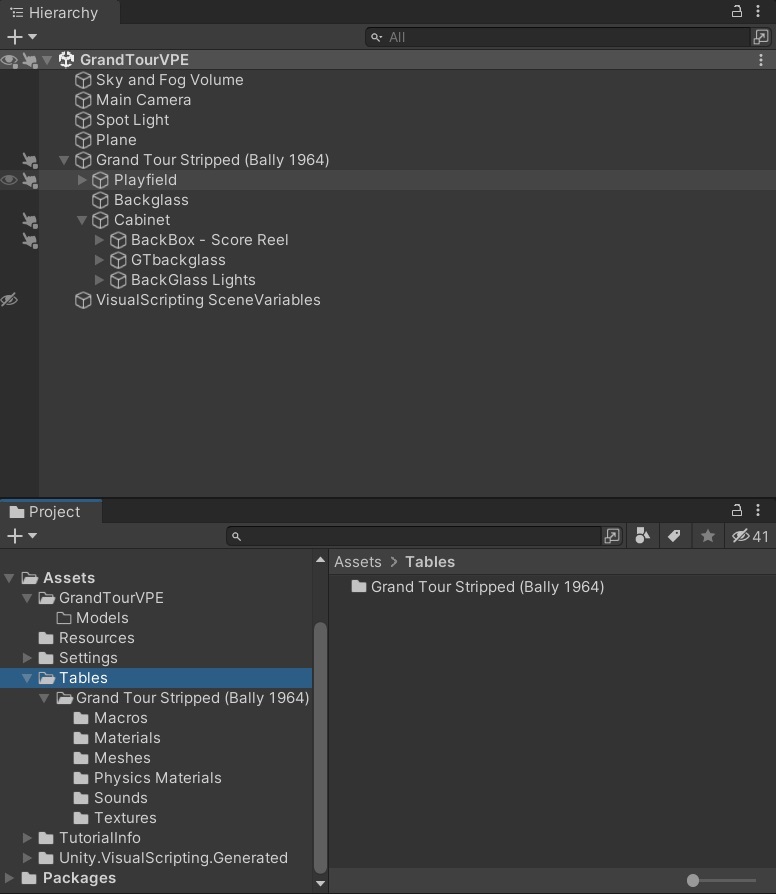 Hierarchy
All
GrandTourVPE
Sky and Fog Volume
Main Camera
Spot Light
Plane
Grand Tour Stripped (Bally 1964)
Playfield
Backglass
Cabinet
BackBox - Score Reel
GTbackglass
BackGlass Lights
VisualScripting SceneVariables
Project
41
Assets
GrandTourVPE
Models
Resources
Settings
Tables
Grand Tour Stripped (Bally 1964)
Macros
Materials
Meshes
Physics Materials
Sounds
Textures
TutorialInfo
Unity.VisualScripting.Generated
Packages
Assets > Tables
Grand Tour Stripped (Bally 1964)